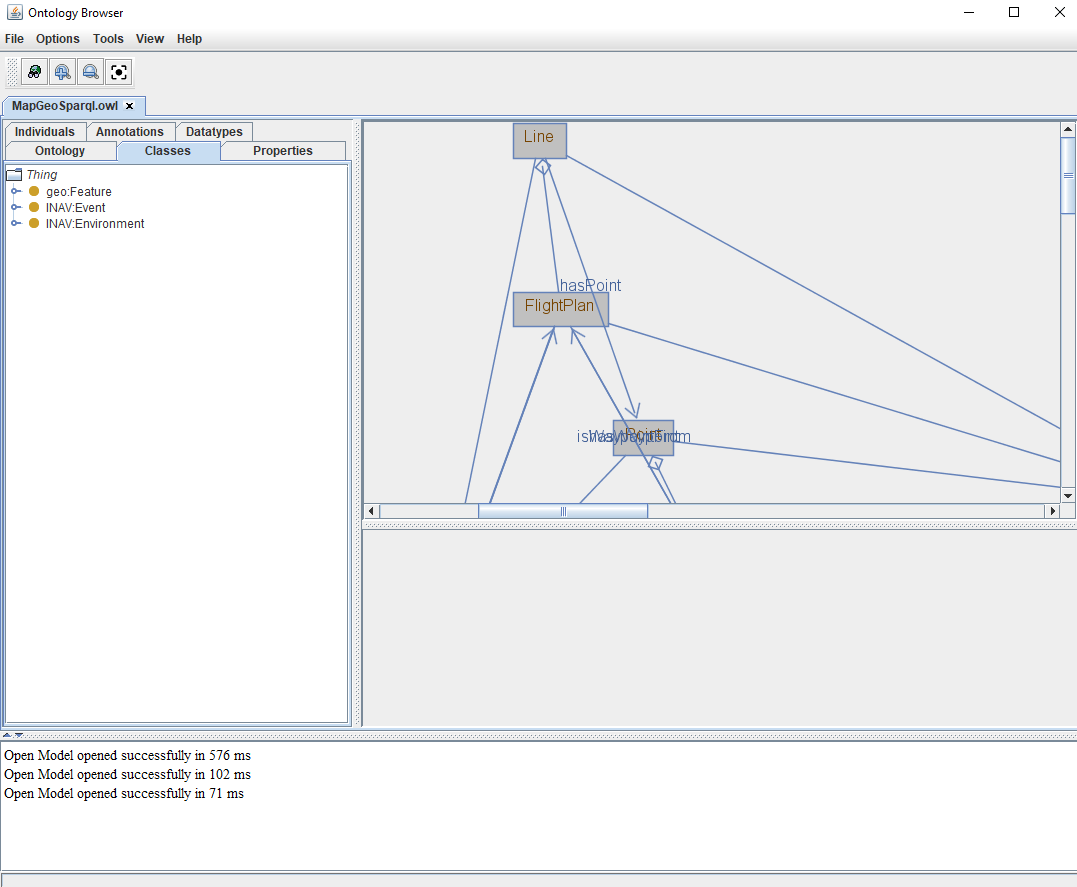 Ontology Browser
File Options Tools View Help
MapGeoSparql.owl
Individuals Annotations Datatypes
Ontology Classes Properties
Thing
geo:Feature
INAV:Event
INAV:Environment
Line
hasPoint
FlightPlan
Point
Open Model opened successfully in 576 ms
Open Model opened successfully in 102 ms
Open Model opened successfully in 71 ms